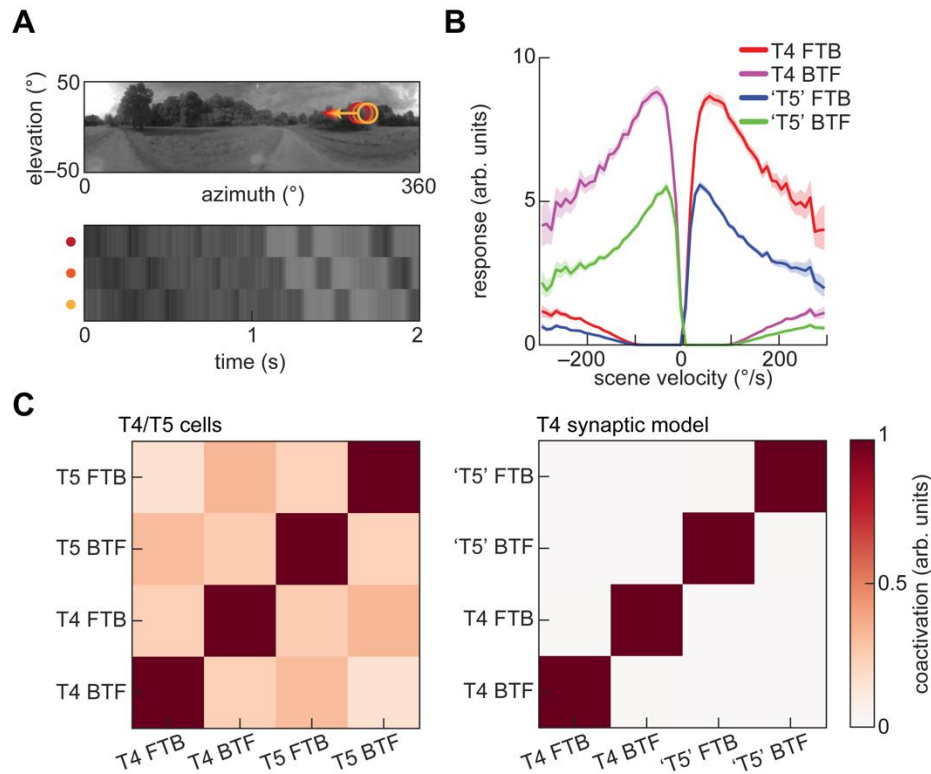 A
50
elevation (°)
–50
0
azimuth (°)
360
0
1
2
time (s)
B
10
5
0
response (arb. units)
–200
0
200
scene velocity (°/s)
T4 FTB
T4 BTF
‘T5’ FTB
‘T5’ BTF
C
T4/T5 cells
T5 FTB
T5 BTF
T4 FTB
T4 BTF
T4 FTB
T4 BTF
T5 FTB
T5 BTF
T4 synaptic model
‘T5’ FTB
‘T5’ BTF
T4 FTB
T4 BTF
T4 FTB
T4 BTF
‘T5’ FTB
‘T5’ BTF
1
0.5
0
coactivation (arb. units)